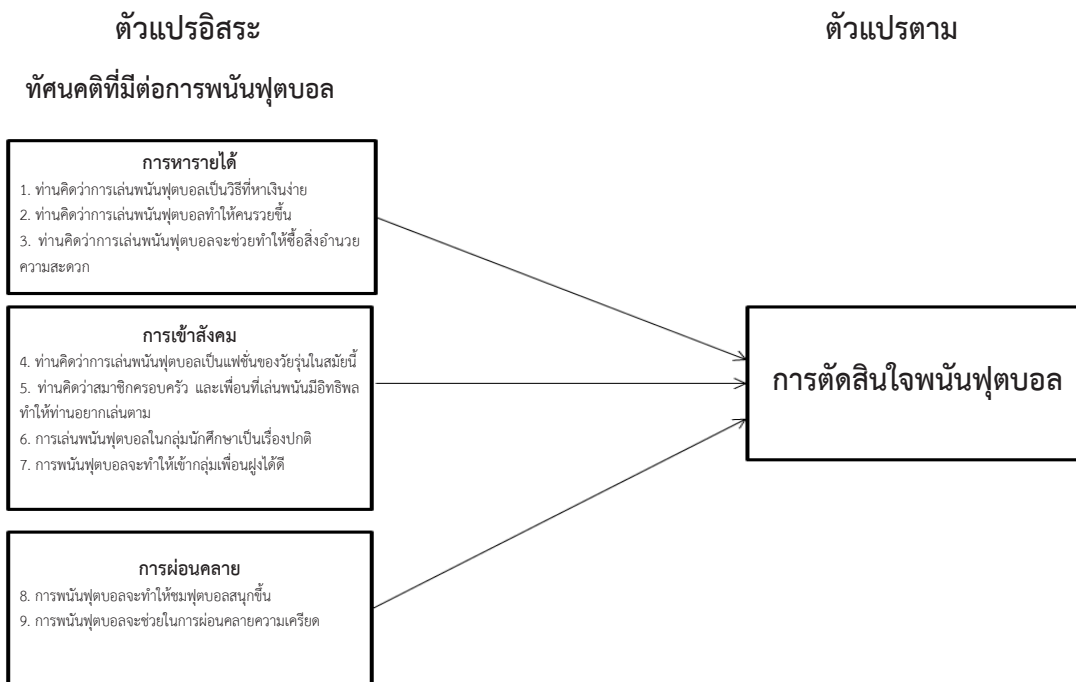 ตัวแปรอิสระ
ตัวแปรตาม
ทัศนคติที่มีต่อการพนันฟุตบอล
การหารายได้
1. ท่านคิดว่าการเล่นพนันฟุตบอลเป็นวิธีที่หาเงินง่าย
2. ท่านคิดว่าการเล่นพนันฟุตบอลทำให้คนรวยขึ้น
3. ท่านคิดว่าการเล่นพนันฟุตบอลจะช่วยทำให้ซื้อสิ่งอำนวย
ความสะดวก
การเข้าสังคม
4. ท่านคิดว่าการเล่นพนันฟุตบอลเป็นแฟชั่นของวัยรุ่นในสมัยนี้
5. ท่านคิดว่าสมาชิกครอบครัว และเพื่อนที่เล่นพนันมีอิทธิพล
ทำให้ท่านอยากเล่นตาม
6. การเล่นพนันฟุตบอลในกลุ่มนักศึกษาเป็นเรื่องปกติ
7. การพนันฟุตบอลจะทำให้เข้ากลุ่มเพื่อนฝูงได้ดี
การผ่อนคลาย
8. การพนันฟุตบอลจะทำให้ชมฟุตบอลสนุกขึ้น
9. การพนันฟุตบอลจะช่วยในการผ่อนคลายความเครียด
การตัดสินใจพนันฟุตบอล